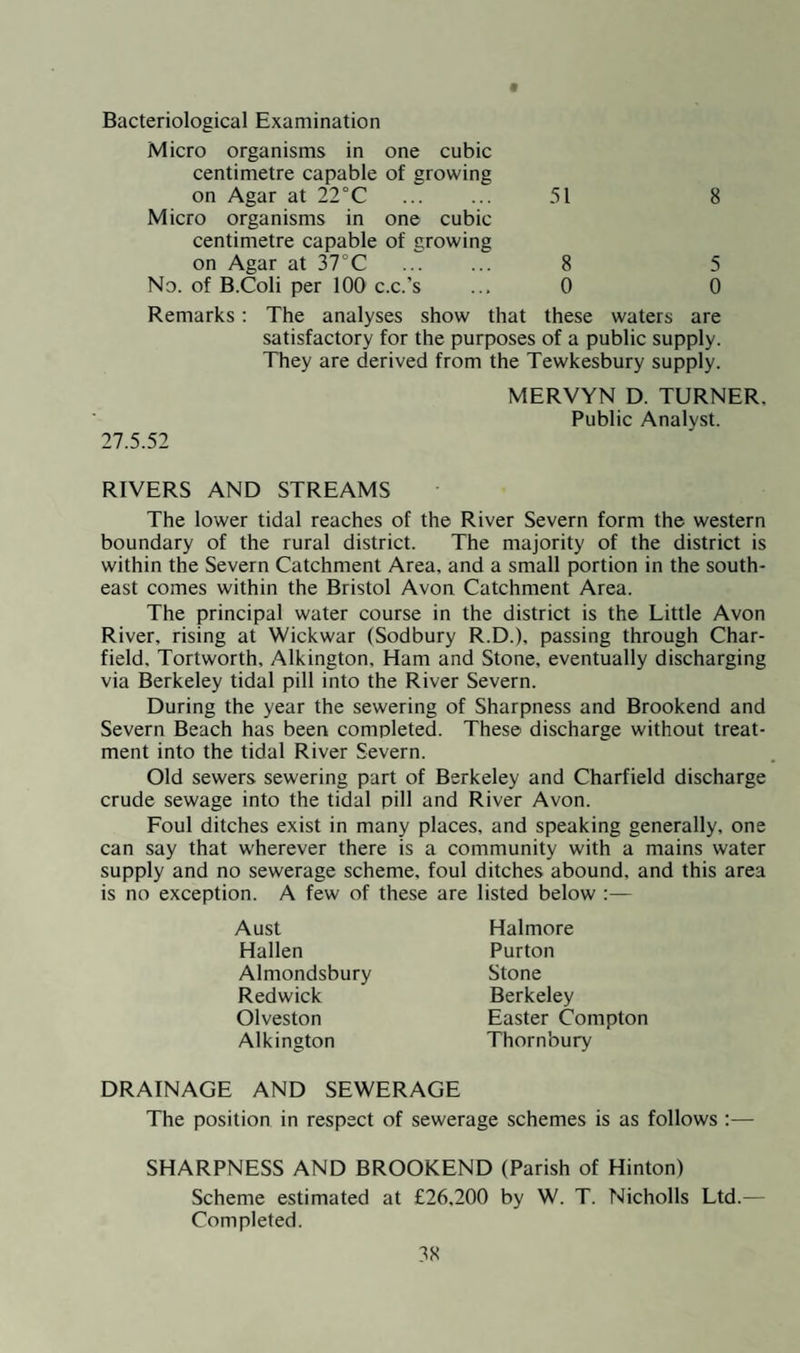 Bacteriological Examination
Micro organisms in one cubic
centimetre capable of growing
on Agar at 22°C ... ... 51 8
Micro organisms in one cubic
centimetre capable of growing
on Agar at 37°C ... ... 8 5
No. of B.Coli per 100 c.c.'s ... 0 0
Remarks : The analyses show that these waters are
satisfactory for the purposes of a public supply.
They are derived from the Tewkesbury supply.
MERVYN D. TURNER,
Public Analyst.
27.5.52
RIVERS AND STREAMS
The lower tidal reaches of the River Severn form the western
boundary of the rural district. The majority of the district is
within the Severn Catchment Area, and a small portion in the south-
east comes within the Bristol Avon Catchment Area.
The principal water course in the district is the Little Avon
River, rising at Wickwar (Sodbury R.D.), passing through Char-
field, Tortworth, Alkington, Ham and Stone, eventually discharging
via Berkeley tidal pill into the River Severn.
During the year the sewering of Sharpness and Brookend and
Severn Beach has been completed. These discharge without treat-
ment into the tidal River Severn.
Old sewers sewering part of Berkeley and Charfield discharge
crude sewage into the tidal pill and River Avon.
Foul ditches exist in many places, and speaking generally, one
can say that wherever there is a community with a mains water
supply and no sewerage scheme, foul ditches abound, and this area
is no exception. A few of these are listed below :—
Aust Halmore
Hallen Purton
Almondsbury Stone
Redwick Berkeley
Olveston Easter Compton
Alkington Thornbury
DRAINAGE AND SEWERAGE
The position in respect of sewerage schemes is as follows :—
SHARPNESS AND BROOKEND (Parish of Hinton)
Scheme estimated at £26,200 by W. T. Nicholls Ltd.—
Completed.
38